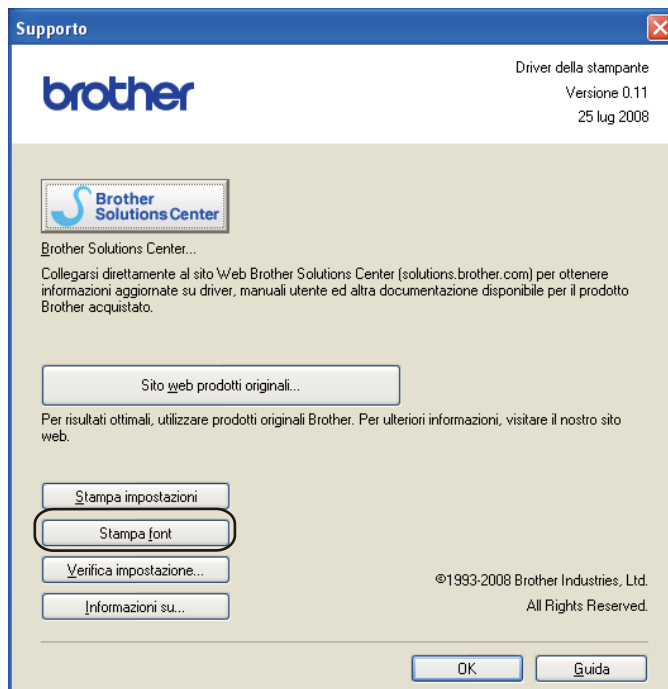 Supporto
brother
Driver della stampante
Versione 0.11
25 lug 2008
Brother
Solutions Center
Brother Solutions Center...
Collegarsi direttamente al sito Web Brother Solutions Center (solutions.brother.com) per ottenere
informazioni aggiornate su driver, manuali utente ed altra documentazione disponibile per il prodotto
Brother acquistato.
Sito web prodotti originali...
Per risultati ottimali, utilizzare prodotti originali Brother. Per ulteriori informazioni, visitare il nostro sito
web.
Stampa impostazioni
Stampa font
Verifica impostazione...
Informazioni su...
©1993-2008 Brother Industries, Ltd.
All Rights Reserved.
OK
Guida